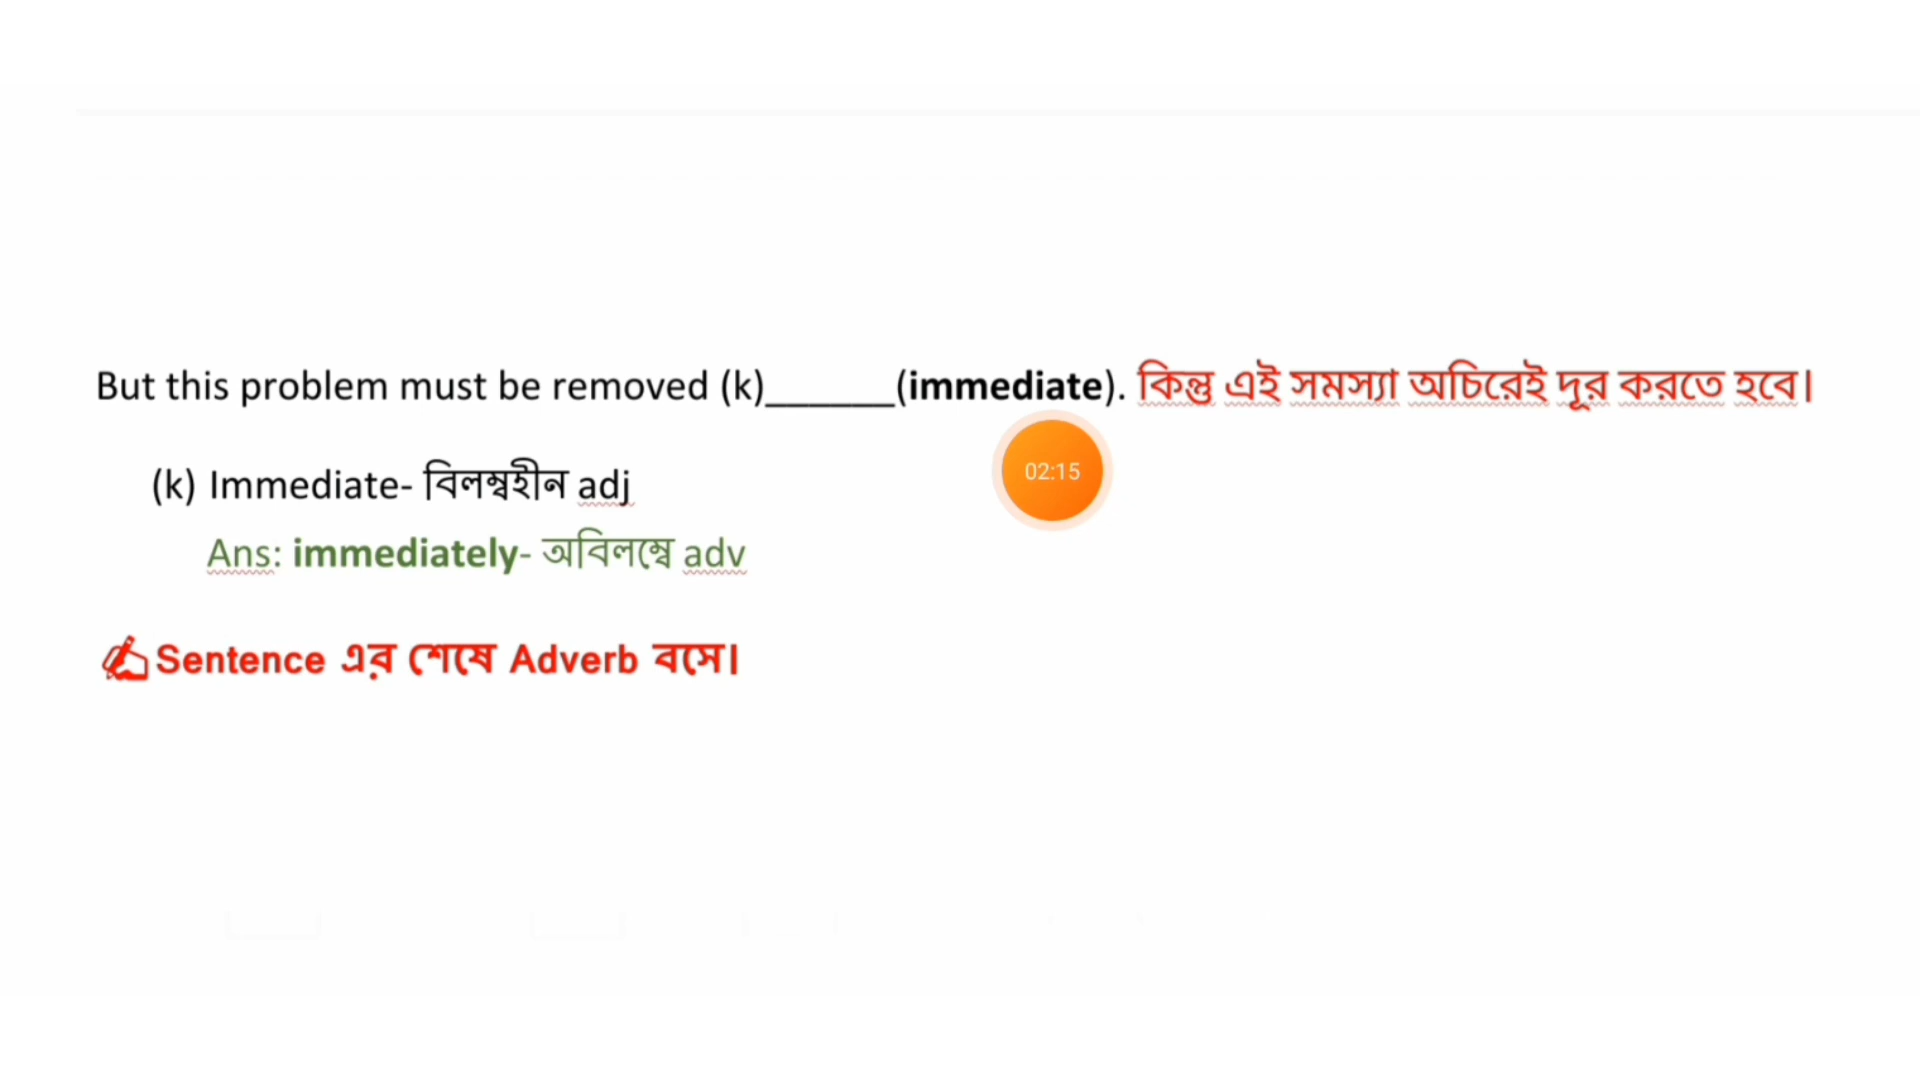 But this problem must be removed (k)______(immediate). কিন্তু এই সমস্যা অচিরেই দূর করতে হবে।
02:15
(k) Immediate- বিলম্বহীন adj
Ans: immediately- অবিলম্বে adv
✍Sentence এর শেষে Adverb বসে।